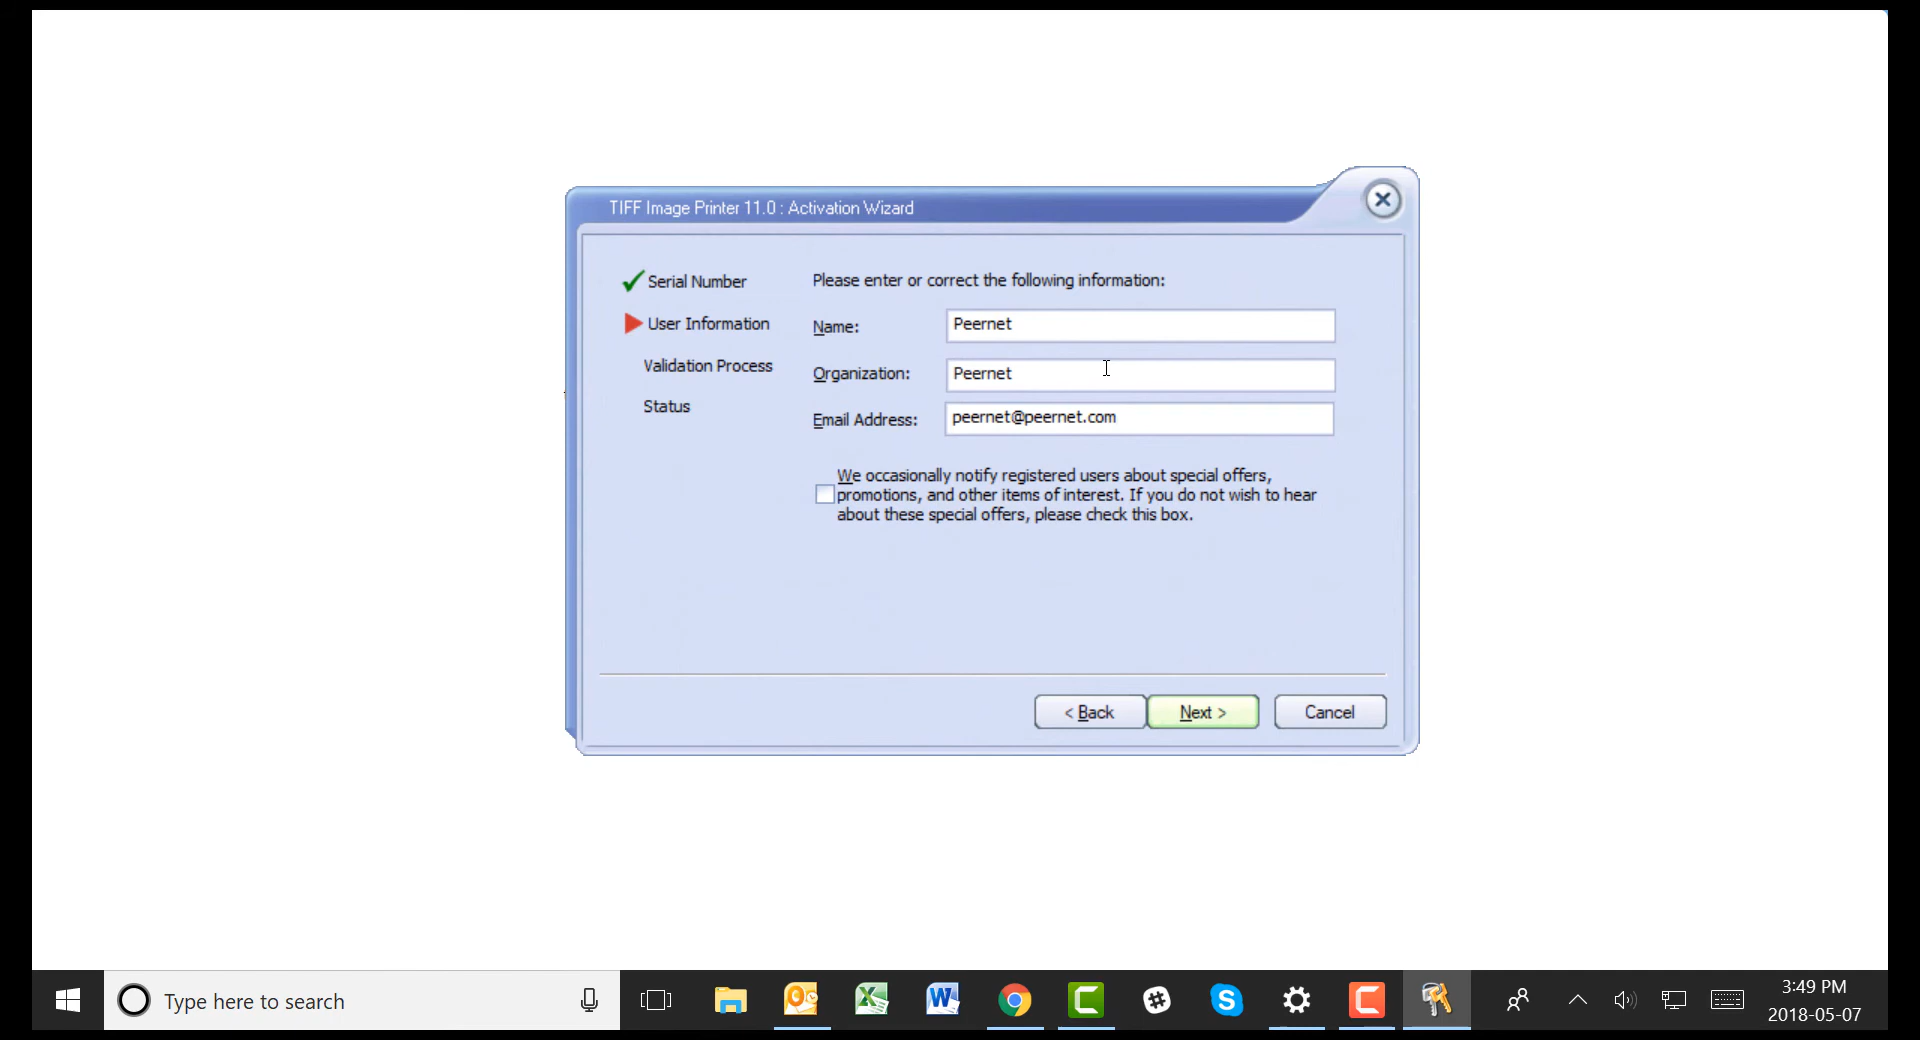 TIFF Image Printer 11.0 : Activation Wizard
Serial Number
User Information
Validation Process
Status
Please enter or correct the following information:
Name: Peernet
Organization: Peernet
Email Address: peernet@peernet.com
We occasionally notify registered users about special offers,
promotions, and other items of interest. If you do not wish to hear
about these special offers, please check this box.
< Back Next > Cancel
Type here to search
3:49 PM
2018-05-07